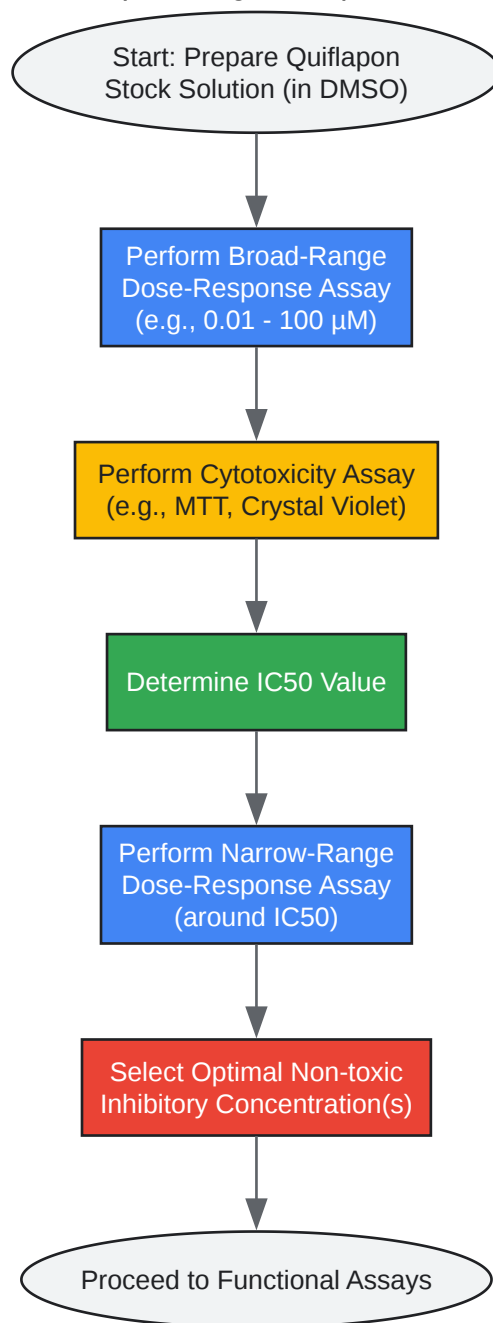 Start: Prepare Quiflapon
Stock Solution (in DMSO)
Perform Broad-Range
Dose-Response Assay
(e.g., 0.01 - 100 µM)
Perform Cytotoxicity Assay
(e.g., MTT, Crystal Violet)
Determine IC50 Value
Perform Narrow-Range
Dose-Response Assay
(around IC50)
Select Optimal Non-toxic
Inhibitory Concentration(s)
Proceed to Functional Assays